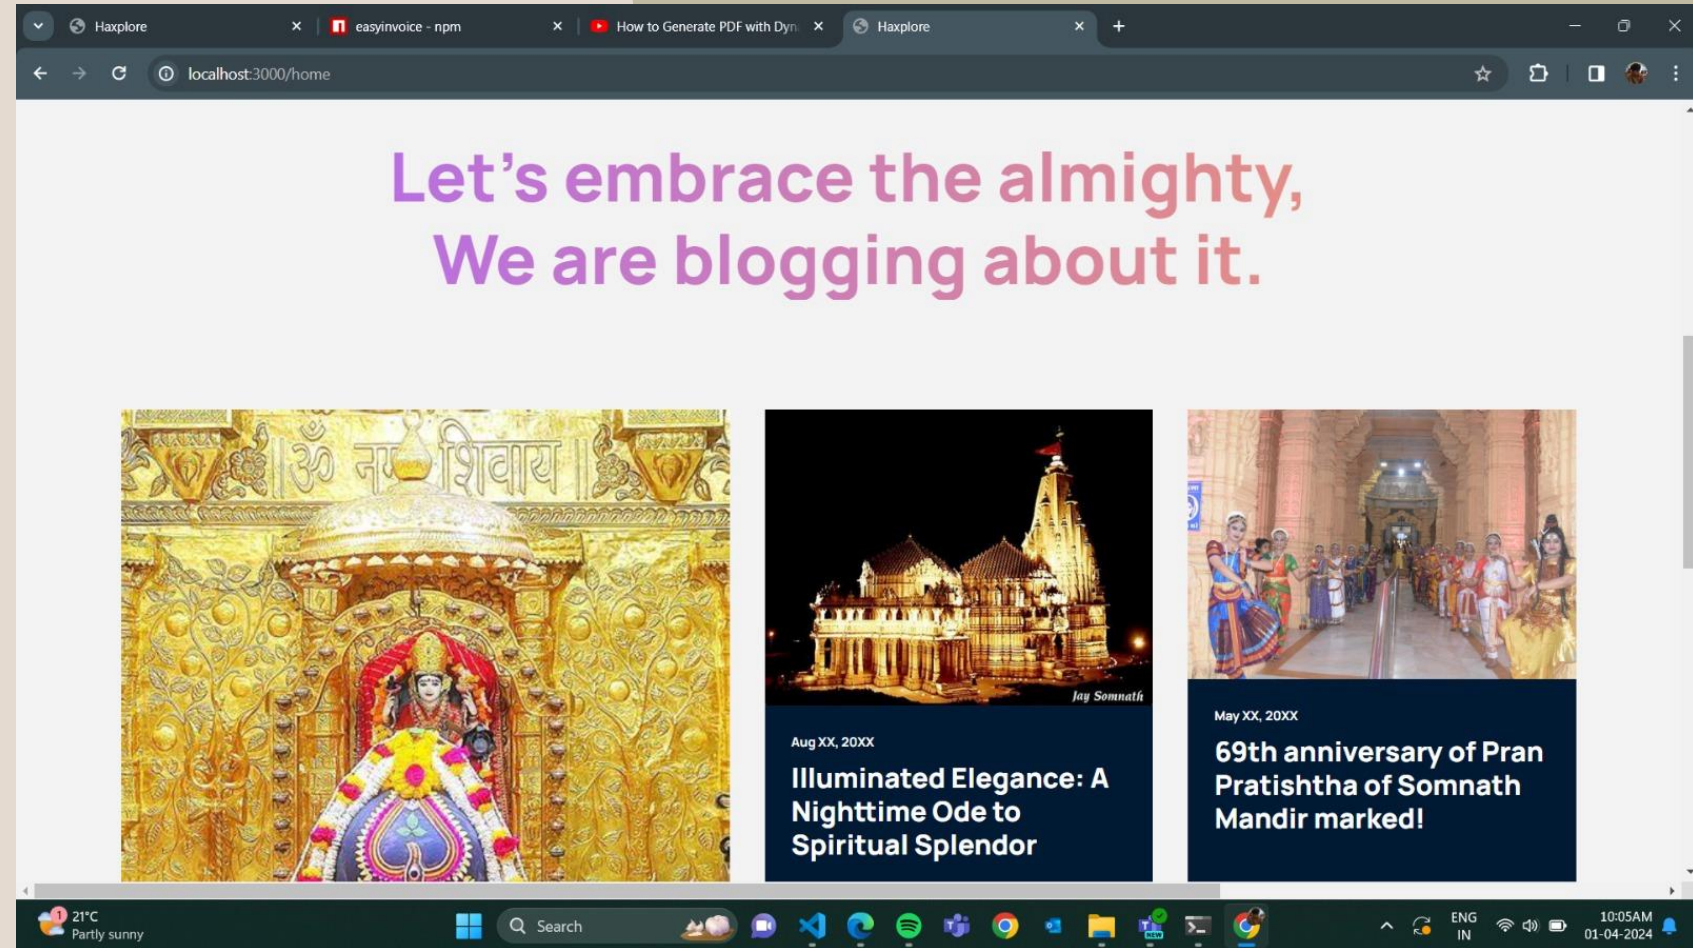 Haxplore
easyinvoice - npm
How to Generate PDF with Dyn
Haxplore
localhost:3000/home
Let's embrace the almighty,
We are blogging about it.
ॐ नमः शिवाय
Jay Somnath
Aug XX, 20XX
Illuminated Elegance: A
Nighttime Ode to
Spiritual Splendor
May XX, 20XX
69th anniversary of Pran
Pratishtha of Somnath
Mandir marked!
1
21°C
Partly sunny
Search
NEW
ENG
IN
10:05AM
01-04-2024